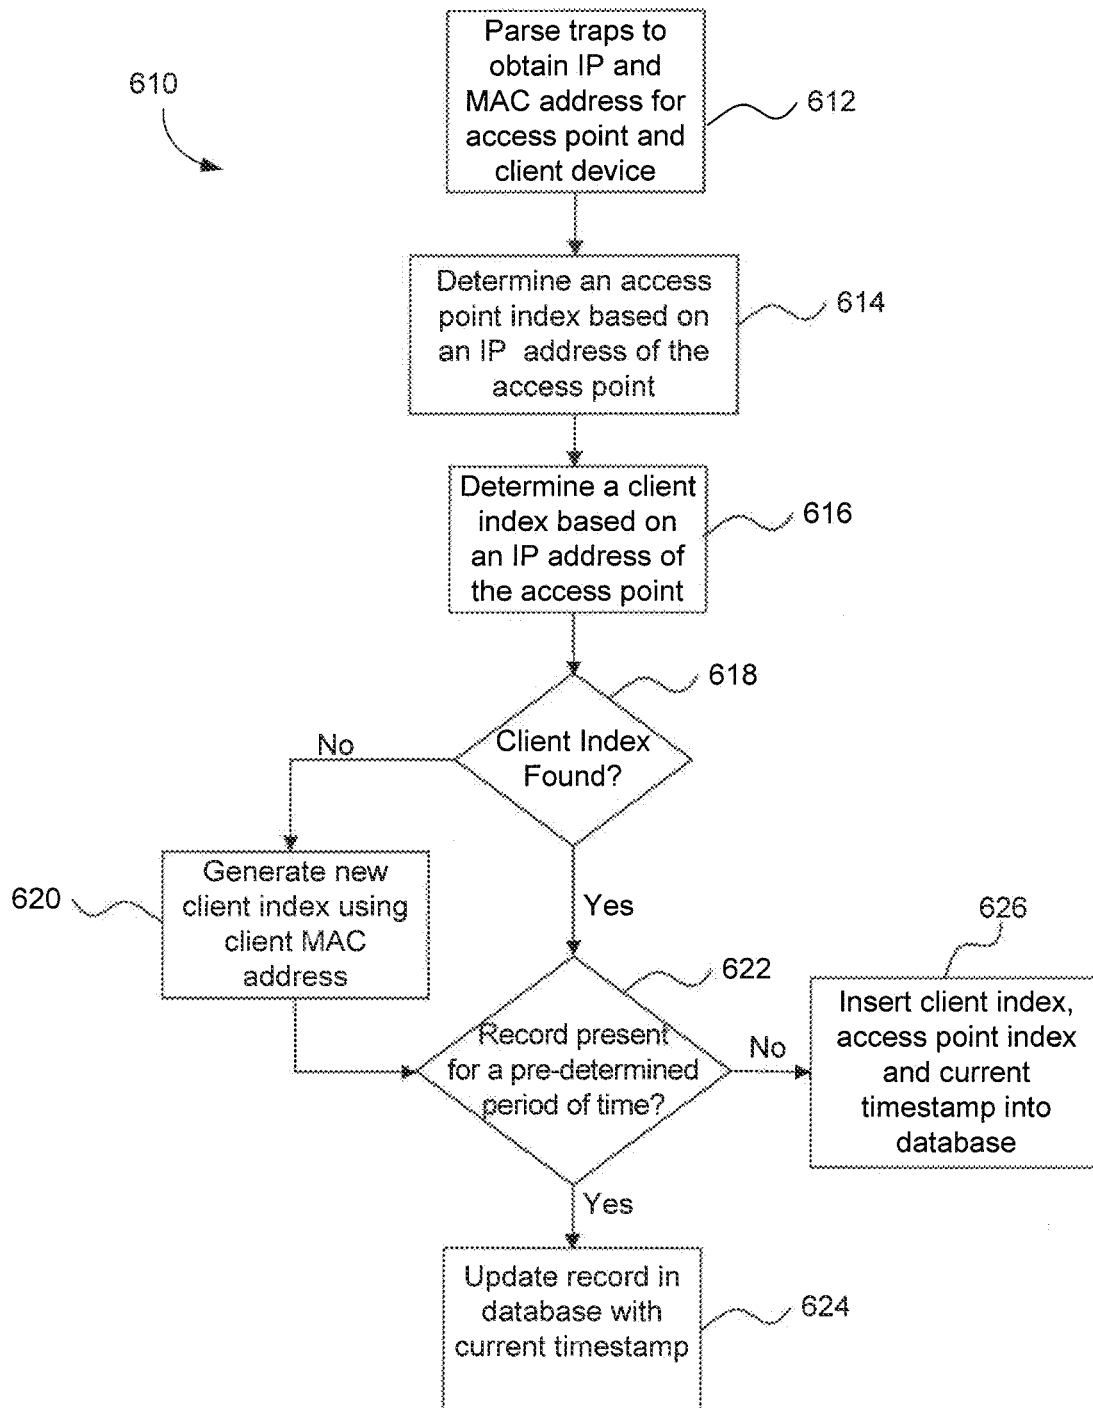 Parse traps to
obtain IP and
MAC address for
access point and
client device
610
612
Determine an access
point index based on
an IP address of the
access point
614
Determine a client
index based on
an IP address of
the access point
616
618
Client Index
Found?
No
Yes
Generate new
client index using
client MAC
address
620
622
Record present
for a pre-determined
period of time?
No
Yes
626
Insert client index,
access point index
and current
timestamp into
database
Update record in
database with
current timestamp
624